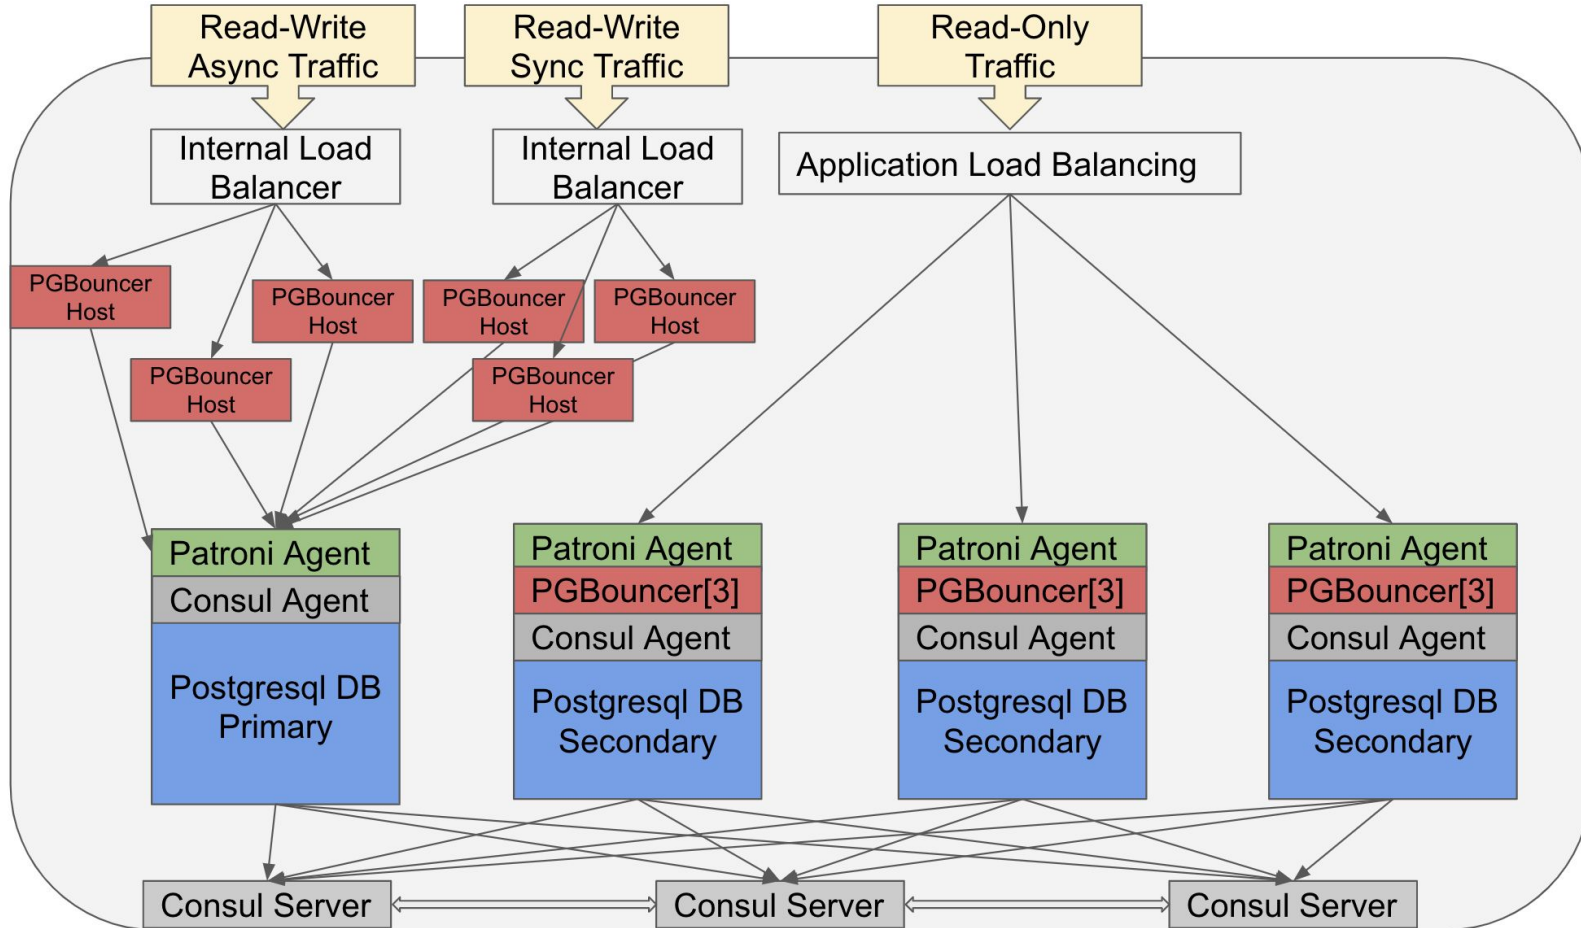 Read-Write
Async Traffic
Read-Write
Sync Traffic
Read-Only
Traffic
Internal Load
Balancer
Internal Load
Balancer
Application Load Balancing
PGBouncer
Host
PGBouncer
Host
PGBouncer
Host
PGBouncer
Host
PGBouncer
Host
PGBouncer
Host
Patroni Agent
Consul Agent
Postgresql DB
Primary
Patroni Agent
PGBouncer[3]
Consul Agent
Postgresql DB
Secondary
Patroni Agent
PGBouncer[3]
Consul Agent
Postgresql DB
Secondary
Patroni Agent
PGBouncer[3]
Consul Agent
Postgresql DB
Secondary
Consul Server
Consul Server
Consul Server